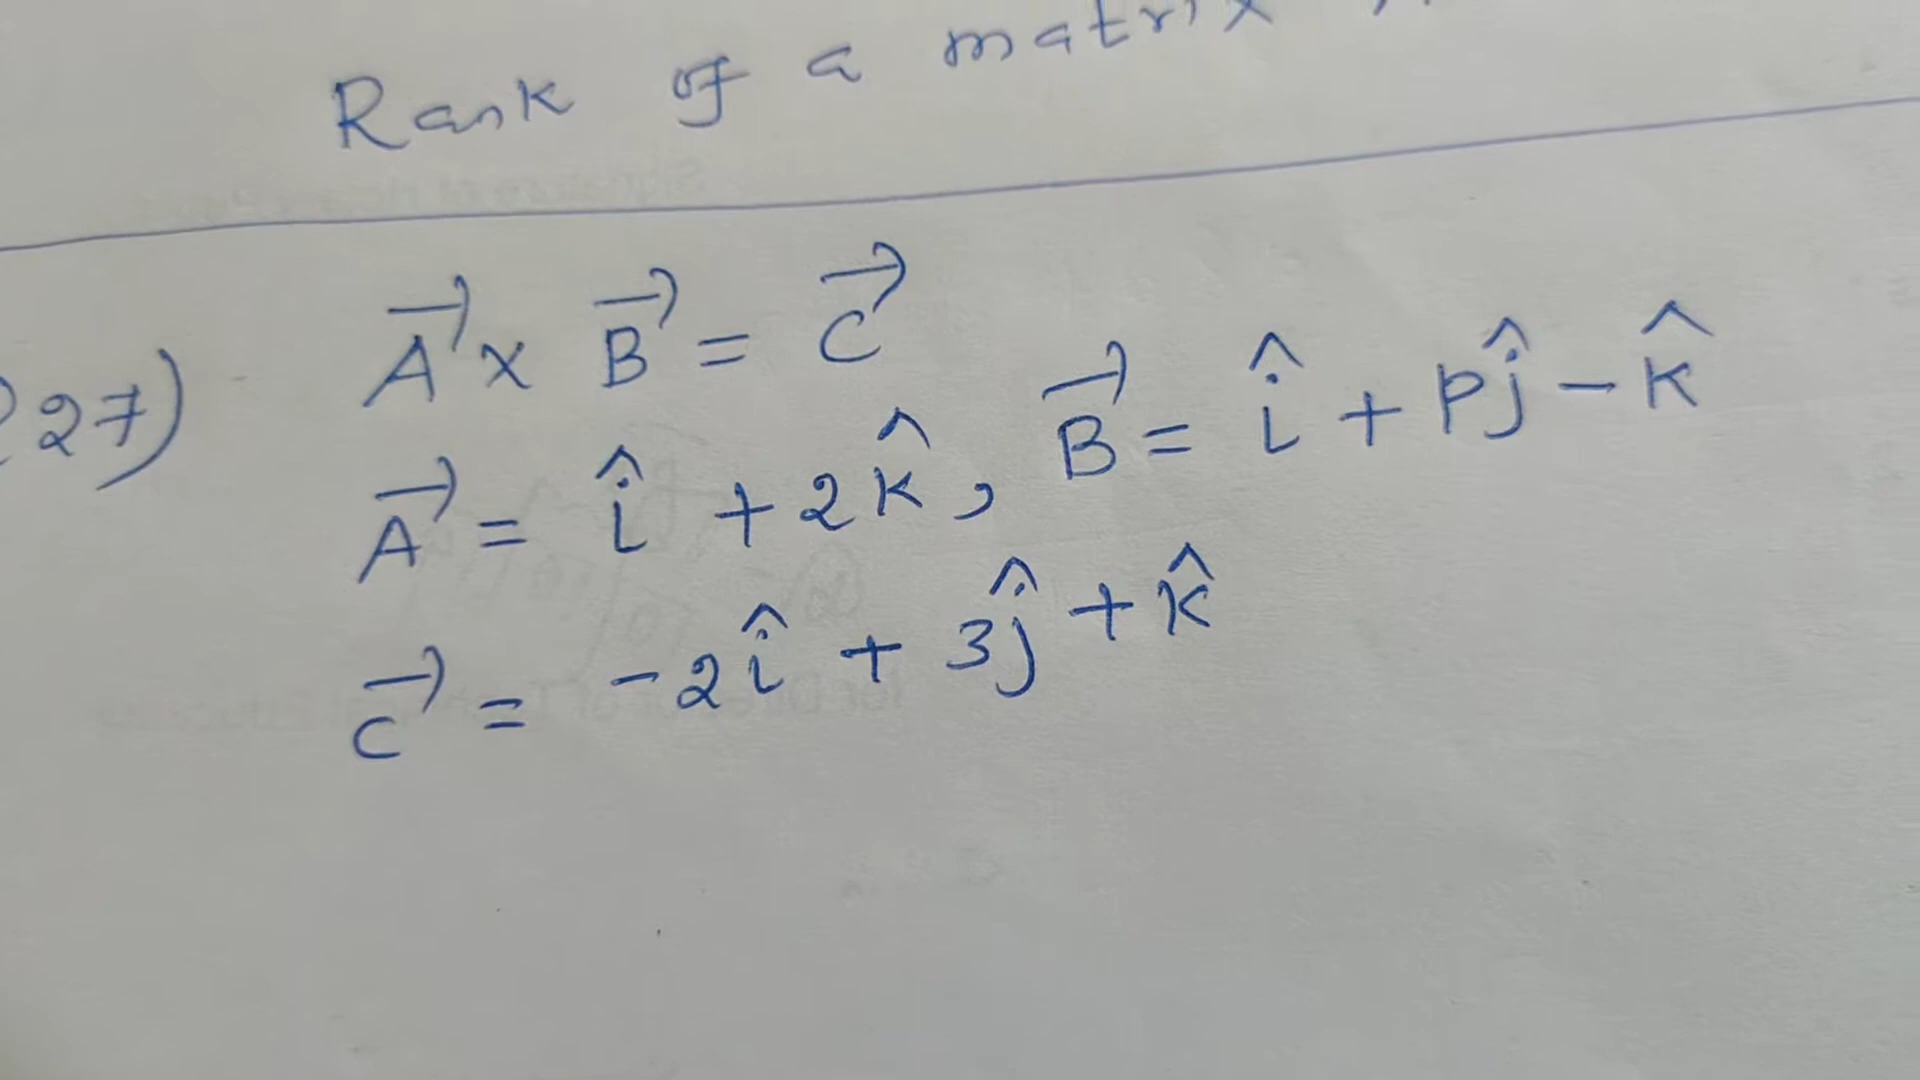 Rank of a matrix
27) A⃗ × B⃗ = C⃗
A⃗ = î + 2k̂, B⃗ = î + pĵ - k̂
C⃗ = -2î + 3ĵ + k̂